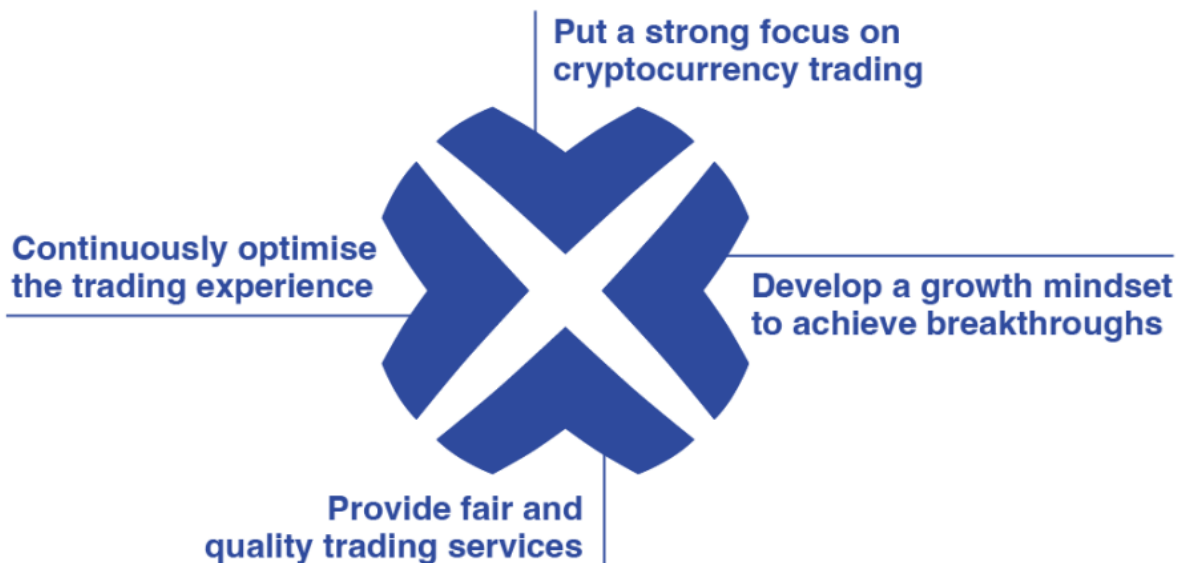 Put a strong focus on
cryptocurrency trading
Continuously optimise
the trading experience
Develop a growth mindset
to achieve breakthroughs
Provide fair and
quality trading services